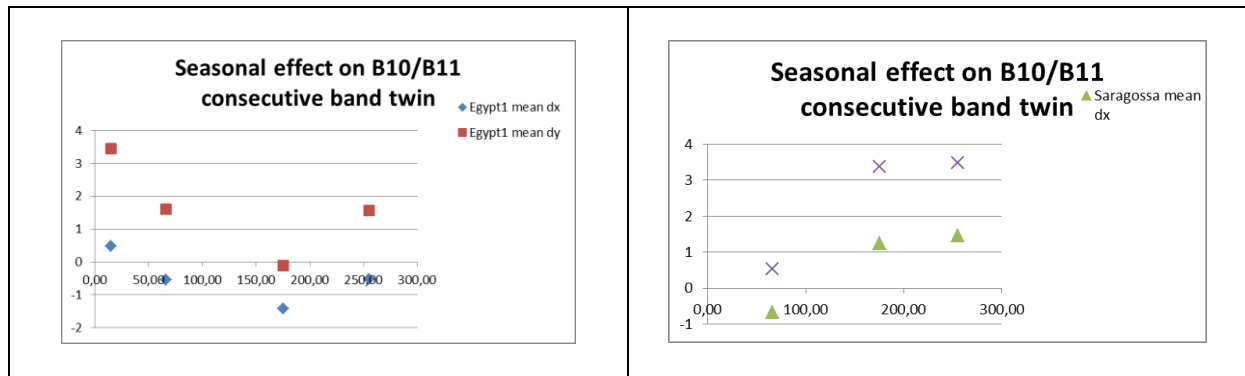 Seasonal effect on B10/B11
consecutive band twin
Egypt1 mean dx
Egypt1 mean dy
4
3
2
1
0
-1
-2
0,00 50,00 100,00 150,00 200,00 250,00 300,00
Seasonal effect on B10/B11
consecutive band twin
Saragossa mean
dx
4
3
2
1
0
-1
0,00 100,00 200,00 300,00